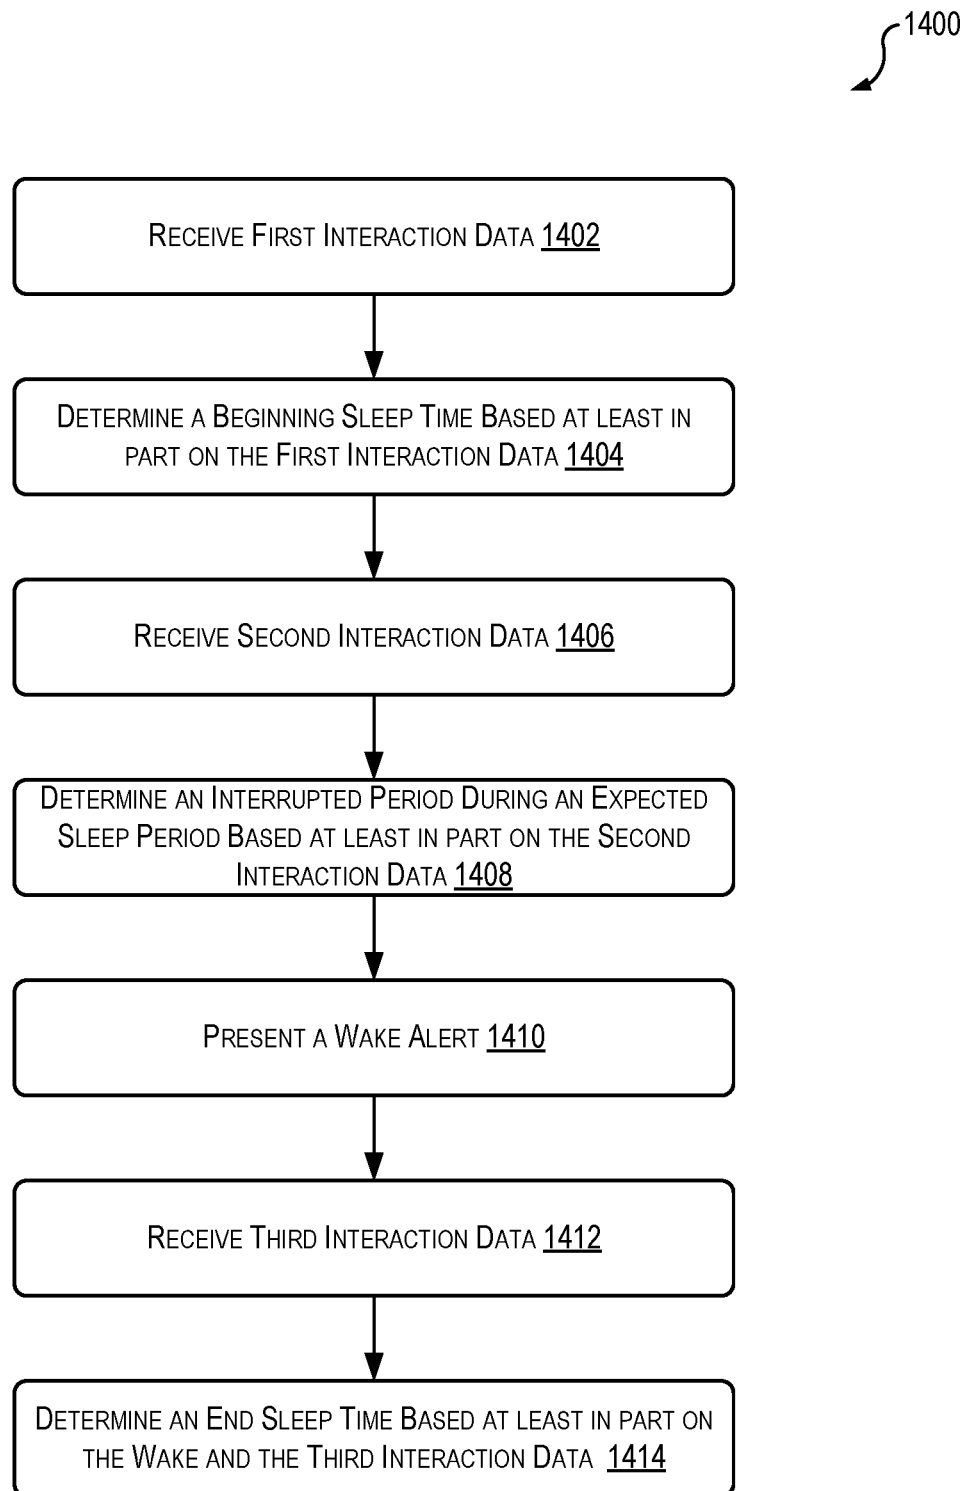 1400
RECEIVE FIRST INTERACTION DATA 1402
DETERMINE A BEGINNING SLEEP TIME BASED AT LEAST IN
PART ON THE FIRST INTERACTION DATA 1404
RECEIVE SECOND INTERACTION DATA 1406
DETERMINE AN INTERRUPTED PERIOD DURING AN EXPECTED
SLEEP PERIOD BASED AT LEAST IN PART ON THE SECOND
INTERACTION DATA 1408
PRESENT A WAKE ALERT 1410
RECEIVE THIRD INTERACTION DATA 1412
DETERMINE AN END SLEEP TIME BASED AT LEAST IN PART ON
THE WAKE AND THE THIRD INTERACTION DATA 1414